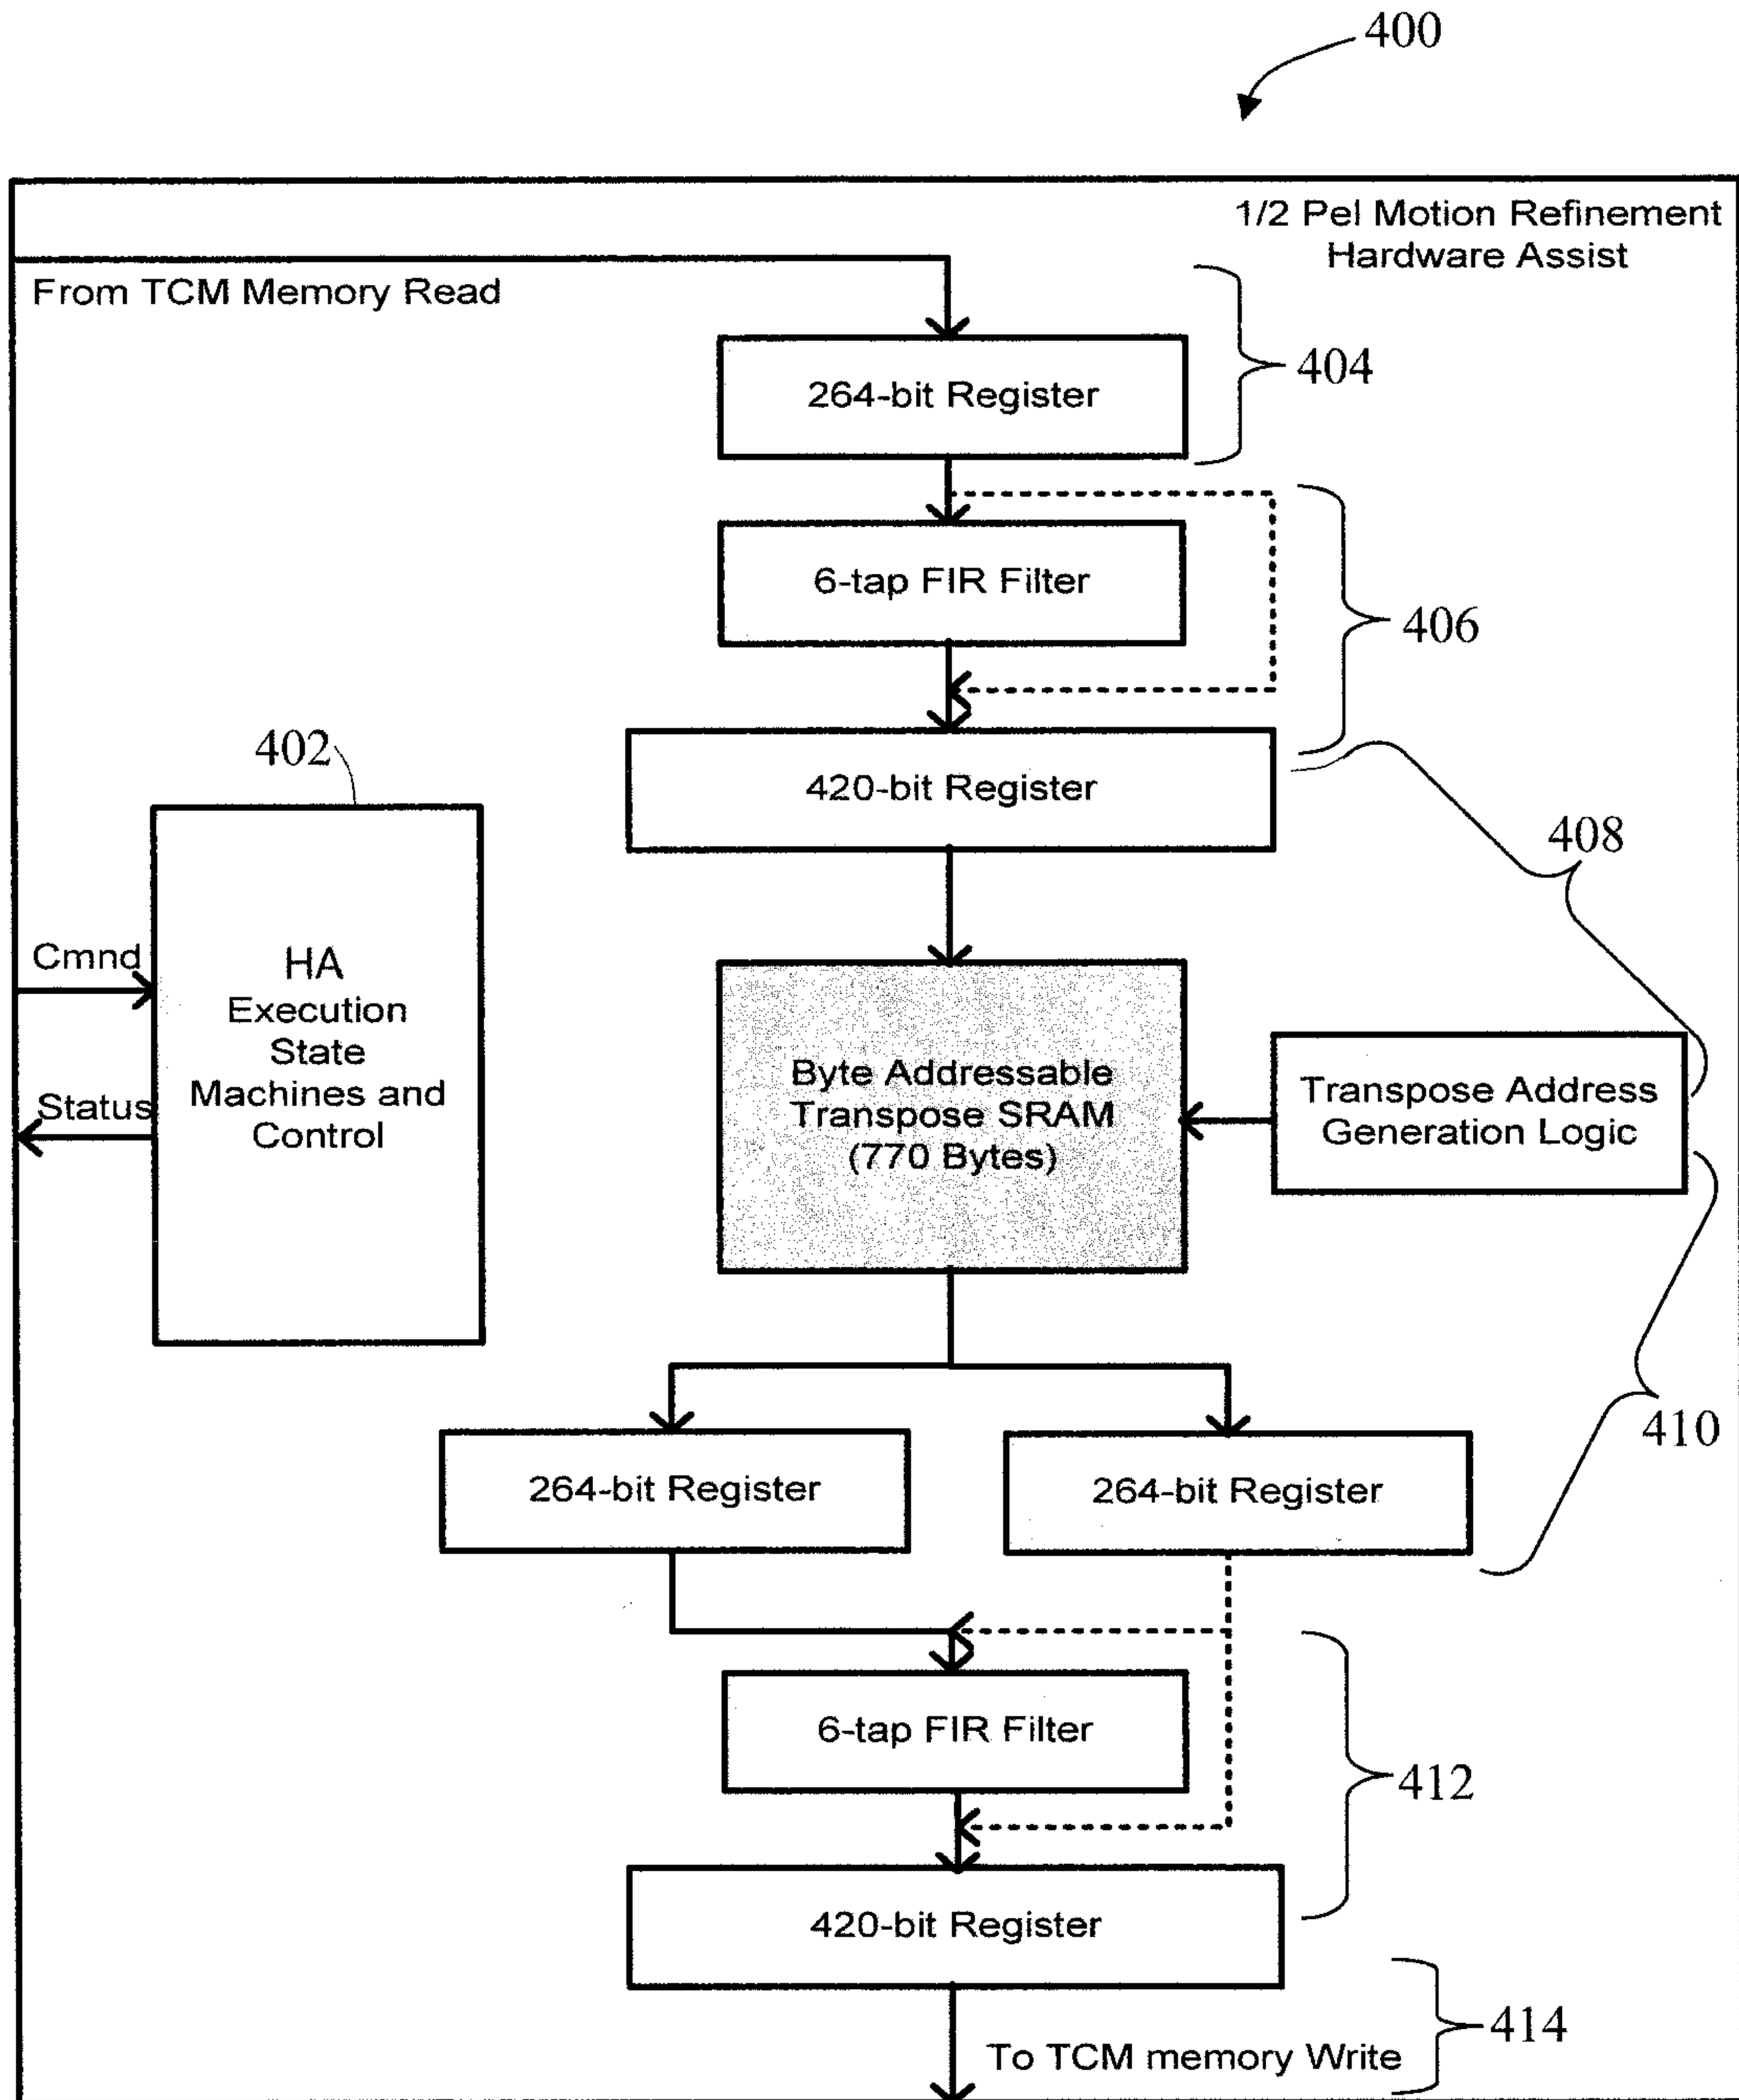 400
1/2 Pel Motion Refinement
Hardware Assist
From TCM Memory Read
264-bit Register
404
6-tap FIR Filter
406
402
420-bit Register
408
Cmnd
HA
Execution
State
Machines and
Control
Status
Byte Addressable
Transpose SRAM
(770 Bytes)
Transpose Address
Generation Logic
410
264-bit Register
264-bit Register
6-tap FIR Filter
412
420-bit Register
414
To TCM memory Write